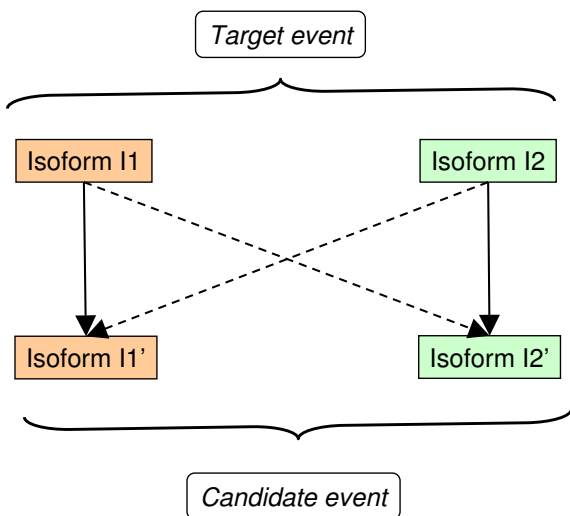 Target event
Isoform I1
Isoform I2
Isoform I1’
Isoform I2’
Candidate event